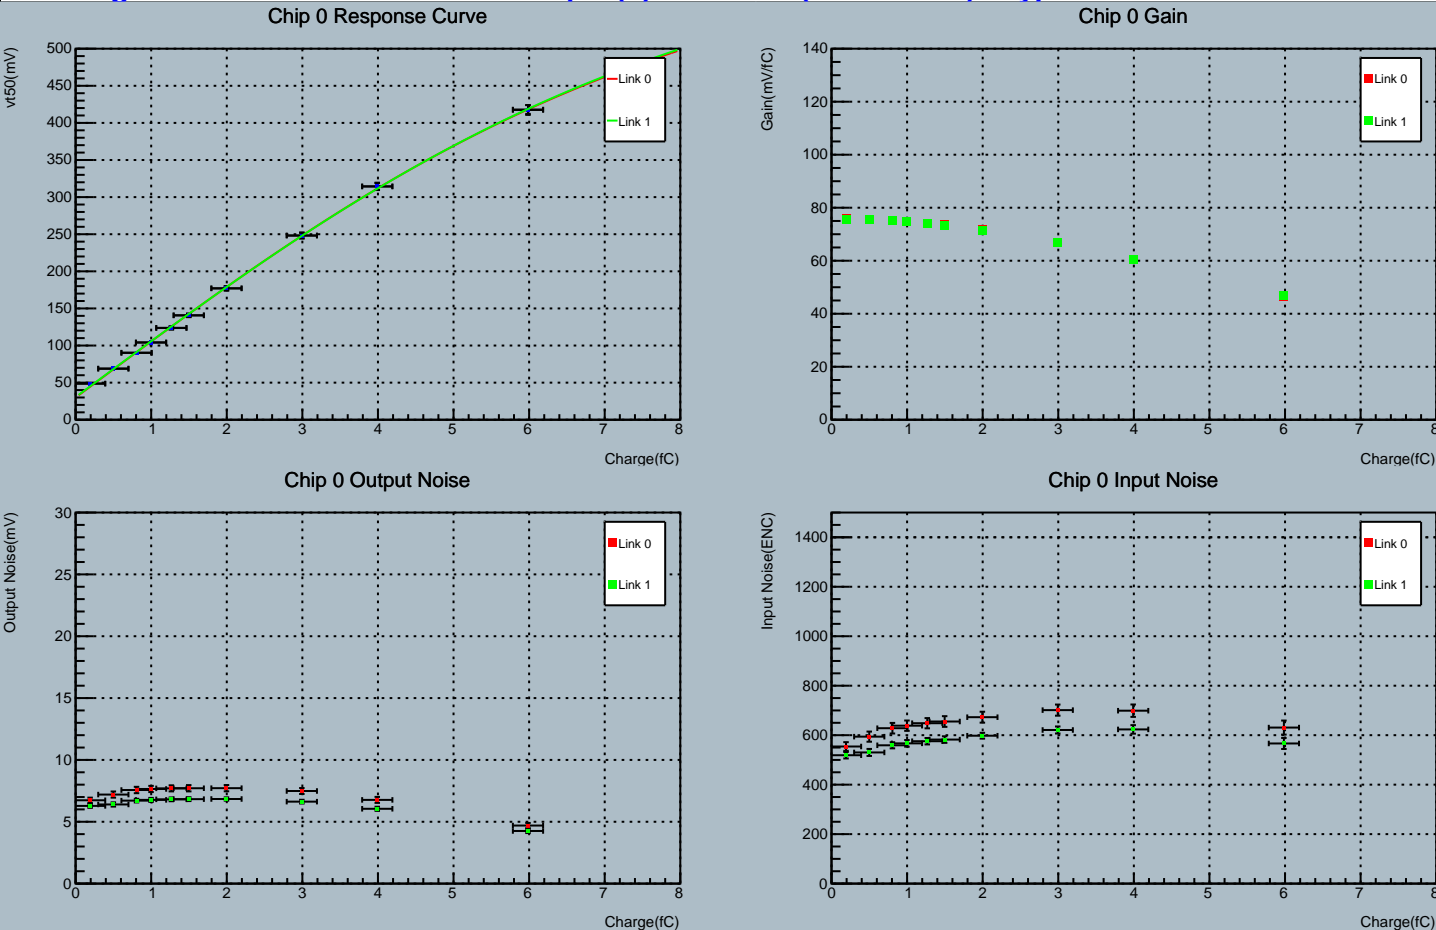 Chip 0 Response Curve
vt50(mV)
500
450
400
350
300
250
200
150
100
50
0
0 1 2 3 4 5 6 7 8
Charge(fC)
Link 0
Link 1
Chip 0 Gain
Gain(mV/fC)
140
120
100
80
60
40
20
0
0 1 2 3 4 5 6 7 8
Charge(fC)
Link 0
Link 1
Chip 0 Output Noise
Output Noise(mV)
30
25
20
15
10
5
0
0 1 2 3 4 5 6 7 8
Charge(fC)
Link 0
Link 1
Chip 0 Input Noise
Input Noise(ENC)
1400
1200
1000
800
600
400
200
0
0 1 2 3 4 5 6 7 8
Charge(fC)
Link 0
Link 1